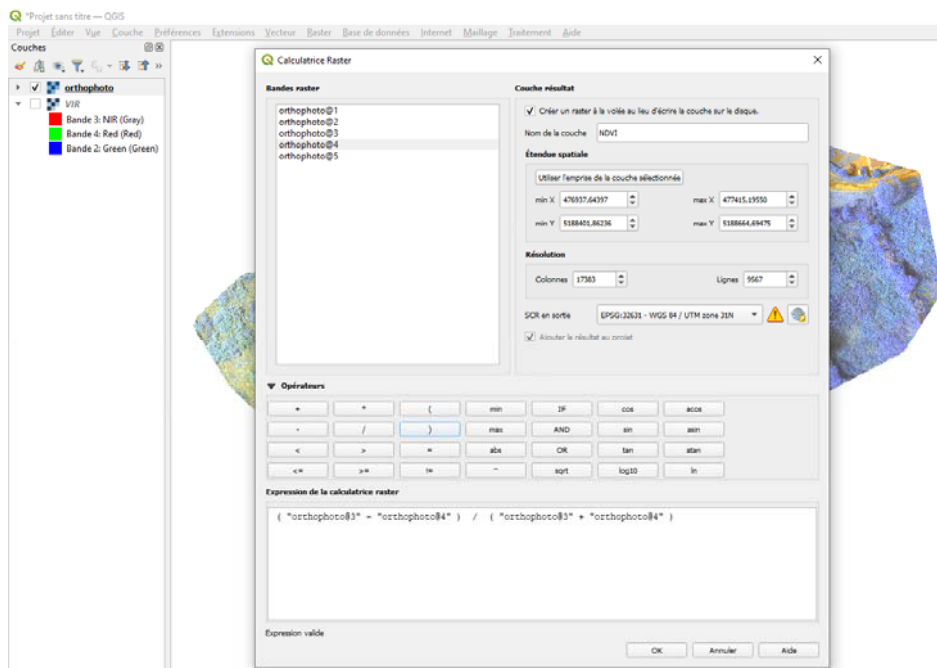 *Projet sans titre — QGIS
Projet Éditer Vue Couche Préférences Extensions Vecteur Raster Base de données Internet Maillage Traitement Aide
Couches
orthophoto
VIR
Bande 3: NIR (Gray)
Bande 4: Red (Red)
Bande 2: Green (Green)
Calculatrice Raster
Bandes raster
orthophoto@1
orthophoto@2
orthophoto@3
orthophoto@4
orthophoto@5
Couche résultat
Créer un raster à la volée au lieu d'écrire la couche sur le disque.
Nom de la couche NDVI
Étendue spatiale
Utiliser l'emprise de la couche sélectionnée
min X 476937,64397 max X 477415,19550
min Y 5188401,86236 max Y 5188664,69475
Résolution
Colonnes 17383 Lignes 9567
SCR en sortie EPSG:32631 - WGS 84 / UTM zone 31N
Ajouter le résultat au projet
Opérateurs
+ * ( min IF cos acos
- / ) max AND sin asin
< > = abs OR tan atan
<= >= != ^ sqrt log10 ln
Expression de la calculatrice raster
( "orthophoto@3" - "orthophoto@4" ) / ( "orthophoto@3" + "orthophoto@4" )
Expression valide
OK Annuler Aide